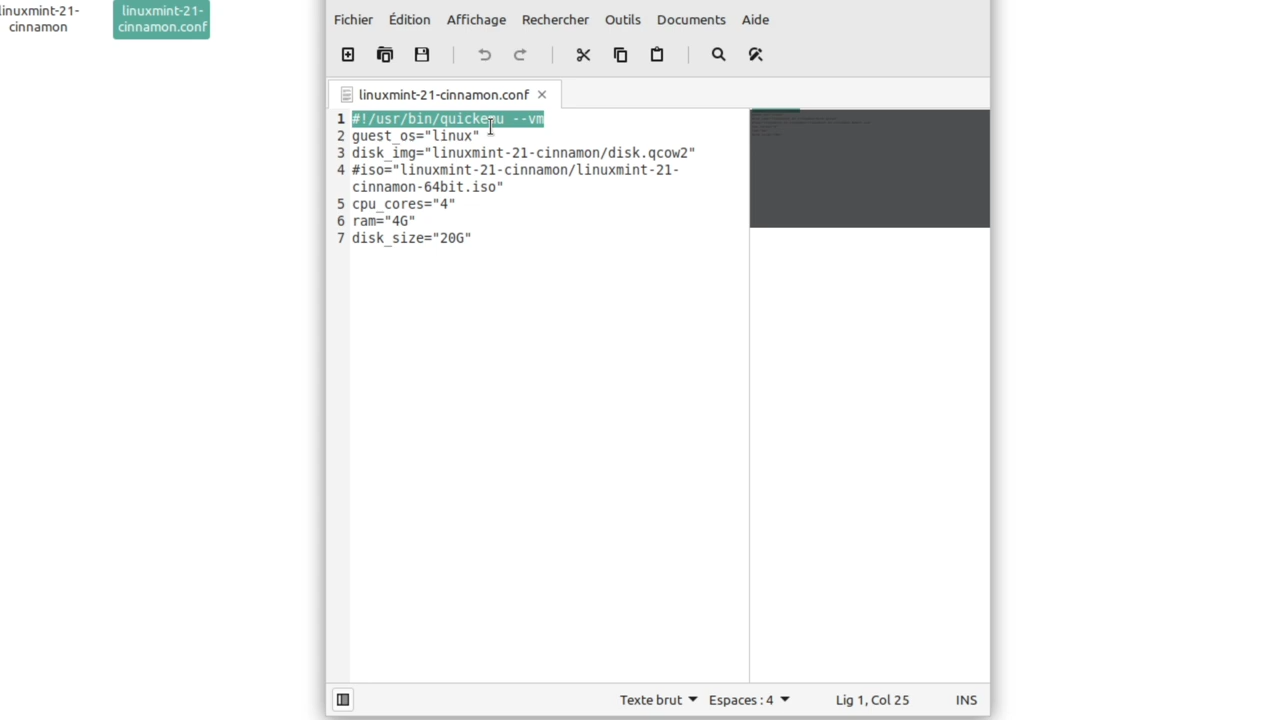 linuxmint-21-
cinnamon
linuxmint-21-
cinnamon.conf
Fichier Édition Affichage Rechercher Outils Documents Aide
linuxmint-21-cinnamon.conf
1 #!/usr/bin/quickemu --vm
2 guest_os="linux"
3 disk_img="linuxmint-21-cinnamon/disk.qcow2"
4 #iso="linuxmint-21-cinnamon/linuxmint-21-
cinnamon-64bit.iso"
5 cpu_cores="4"
6 ram="4G"
7 disk_size="20G"
Texte brut Espaces : 4 Lig 1, Col 25 INS